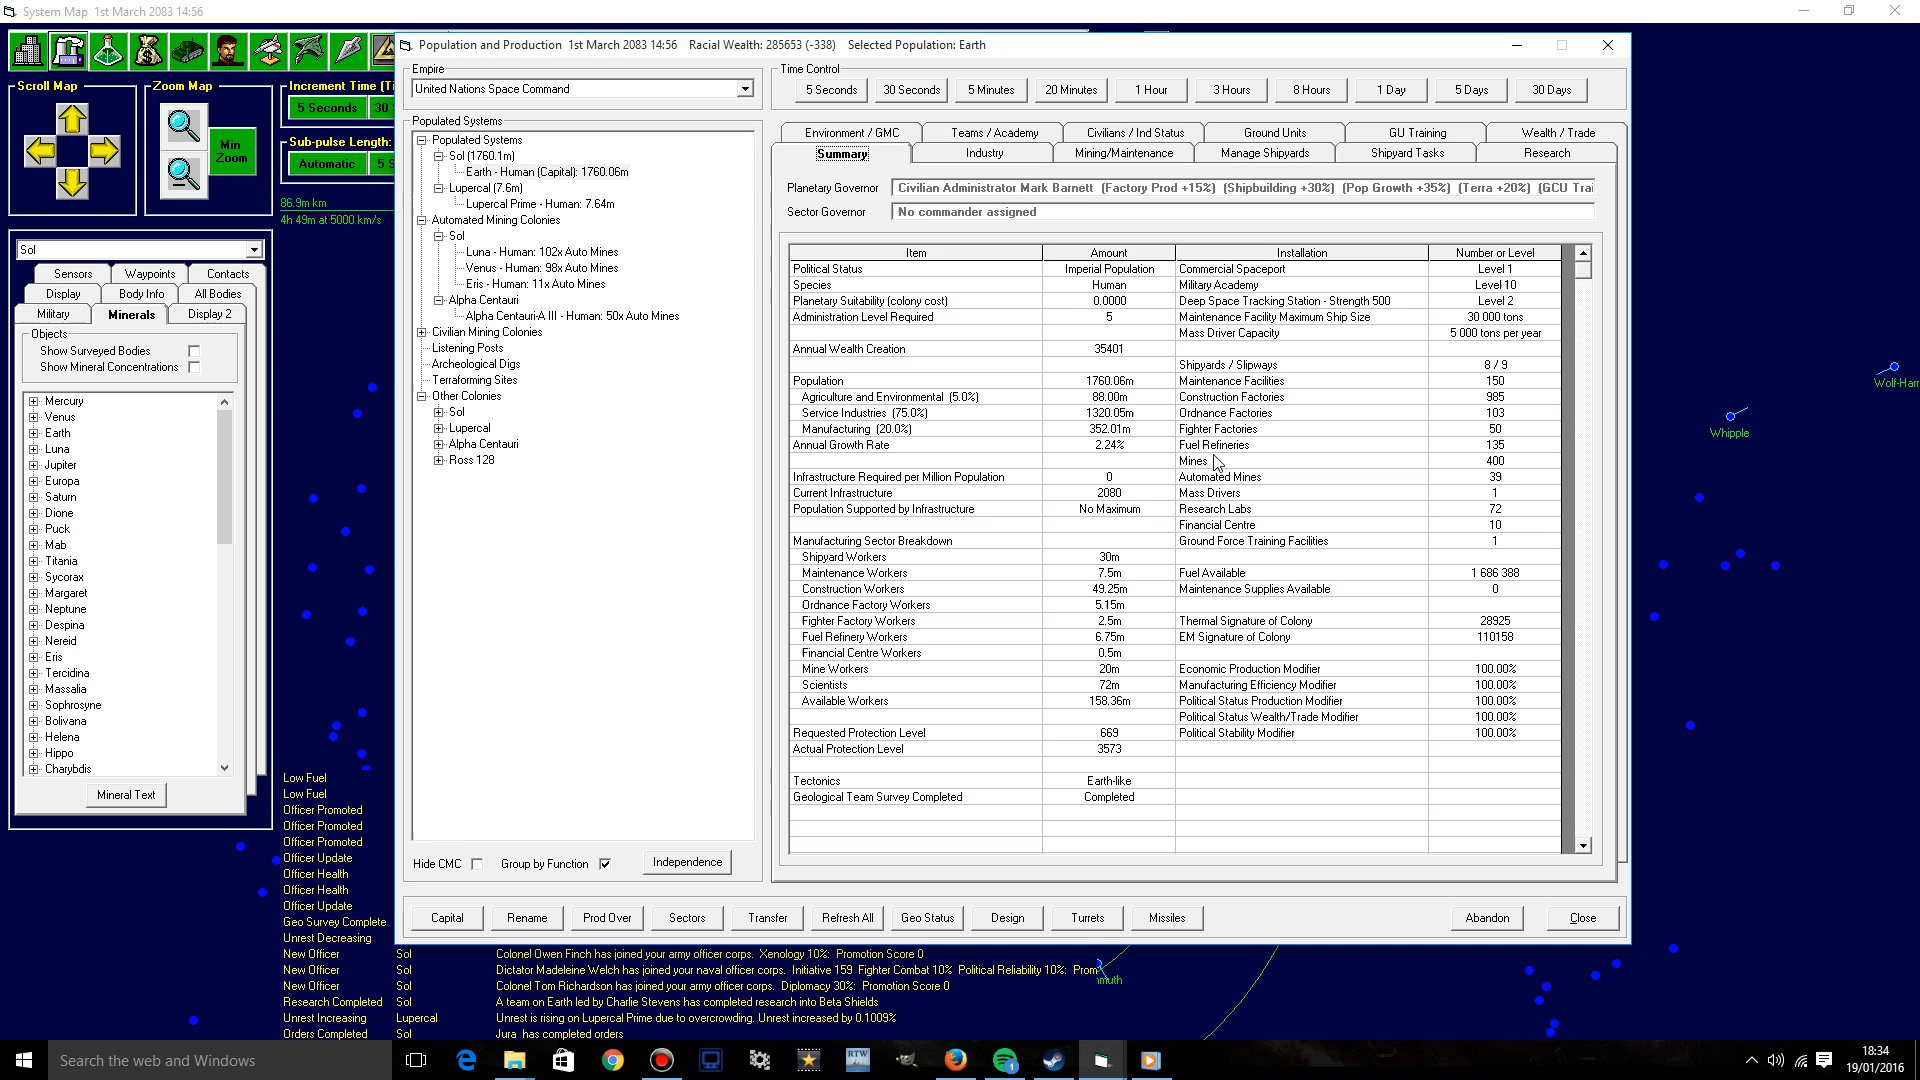 System Map  1st March 2083 14:56
Population and Production  1st March 2083 14:56  Racial Wealth: 285653 (-338)  Selected Population: Earth
Scroll Map
Zoom Map
Min Zoom
Increment Time (Ti
5 Seconds
30
Sub-pulse Length:
Automatic
5 S
86.9m km
4h 49m at 5000 km/s
Sol
Sensors  Waypoints  Contacts
Display  Body Info  All Bodies
Military  Minerals  Display 2
Objects
Show Surveyed Bodies
Show Mineral Concentrations
Mercury
Venus
Earth
Luna
Jupiter
Europa
Saturn
Dione
Puck
Mab
Titania
Sycorax
Margaret
Neptune
Despina
Nereid
Eris
Tercidina
Massalia
Sophrosyne
Bolivana
Helena
Hippo
Charybdis
Mineral Text
Empire
United Nations Space Command
Populated Systems
Populated Systems
Sol (1760.1m)
Earth - Human (Capital): 1760.06m
Lupercal (7.6m)
Lupercal Prime - Human: 7.64m
Automated Mining Colonies
Sol
Luna - Human: 102x Auto Mines
Venus - Human: 98x Auto Mines
Eris - Human: 11x Auto Mines
Alpha Centauri
Alpha Centauri-A III - Human: 50x Auto Mines
Civilian Mining Colonies
Listening Posts
Archeological Digs
Terraforming Sites
Other Colonies
Sol
Lupercal
Alpha Centauri
Ross 128
Hide CMC
Group by Function
Independence
Time Control
5 Seconds  30 Seconds  5 Minutes  20 Minutes  1 Hour  3 Hours  8 Hours  1 Day  5 Days  30 Days
Environment / GMC  Teams / Academy  Civilians / Ind Status  Ground Units  GU Training  Wealth / Trade
Summary  Industry  Mining/Maintenance  Manage Shipyards  Shipyard Tasks  Research
Planetary Governor  Civilian Administrator Mark Barnett  (Factory Prod +15%)  (Shipbuilding +30%)  (Pop Growth +35%)  (Terra +20%)  (GCU Trai
Sector Governor  No commander assigned
Item  Amount  Installation  Number or Level
Political Status  Imperial Population  Commercial Spaceport  Level 1
Species  Human  Military Academy  Level 10
Planetary Suitability (colony cost)  0.0000  Deep Space Tracking Station - Strength 500  Level 2
Administration Level Required  5  Maintenance Facility Maximum Ship Size  30 000 tons
Mass Driver Capacity  5 000 tons per year
Annual Wealth Creation  35401
Shipyards / Slipways  8 / 9
Population  1760.06m  Maintenance Facilities  150
Agriculture and Environmental  (5.0%)  88.00m  Construction Factories  985
Service Industries  (75.0%)  1320.05m  Ordnance Factories  103
Manufacturing  (20.0%)  352.01m  Fighter Factories  50
Annual Growth Rate  2.24%  Fuel Refineries  135
Mines  400
Infrastructure Required per Million Population  0  Automated Mines  39
Current Infrastructure  2080  Mass Drivers  1
Population Supported by Infrastructure  No Maximum  Research Labs  72
Financial Centre  10
Manufacturing Sector Breakdown  Ground Force Training Facilities  1
Shipyard Workers  30m
Maintenance Workers  7.5m  Fuel Available  1 686 388
Construction Workers  49.25m  Maintenance Supplies Available  0
Ordnance Factory Workers  5.15m
Fighter Factory Workers  2.5m  Thermal Signature of Colony  28925
Fuel Refinery Workers  6.75m  EM Signature of Colony  110158
Financial Centre Workers  0.5m
Mine Workers  20m  Economic Production Modifier  100.00%
Scientists  72m  Manufacturing Efficiency Modifier  100.00%
Available Workers  158.36m  Political Status Production Modifier  100.00%
Political Status Wealth/Trade Modifier  100.00%
Requested Protection Level  669  Political Stability Modifier  100.00%
Actual Protection Level  3573
Tectonics  Earth-like
Geological Team Survey Completed  Completed
Capital  Rename  Prod Over  Sectors  Transfer  Refresh All  Geo Status  Design  Turrets  Missiles  Abandon  Close
Wolf-Harr
Whipple
Low Fuel
Low Fuel
Officer Promoted
Officer Promoted
Officer Promoted
Officer Update
Officer Health
Officer Health
Officer Update
Geo Survey Complete
Unrest Decreasing
New Officer  Sol  Colonel Owen Finch has joined your army officer corps.  Xenology 10%:  Promotion Score 0
New Officer  Sol  Dictator Madeleine Welch has joined your naval officer corps.  Initiative 159  Fighter Combat 10%  Political Reliability 10%:  Prom
New Officer  Sol  Colonel Tom Richardson has joined your army officer corps.  Diplomacy 30%:  Promotion Score 0
Research Completed  Sol  A team on Earth led by Charlie Stevens has completed research into Beta Shields
Unrest Increasing  Lupercal  Unrest is rising on Lupercal Prime due to overcrowding. Unrest increased by 0.1009%
Orders Completed  Sol  Jura  has completed orders
imuth
Search the web and Windows
RTW
1
18:34
19/01/2016